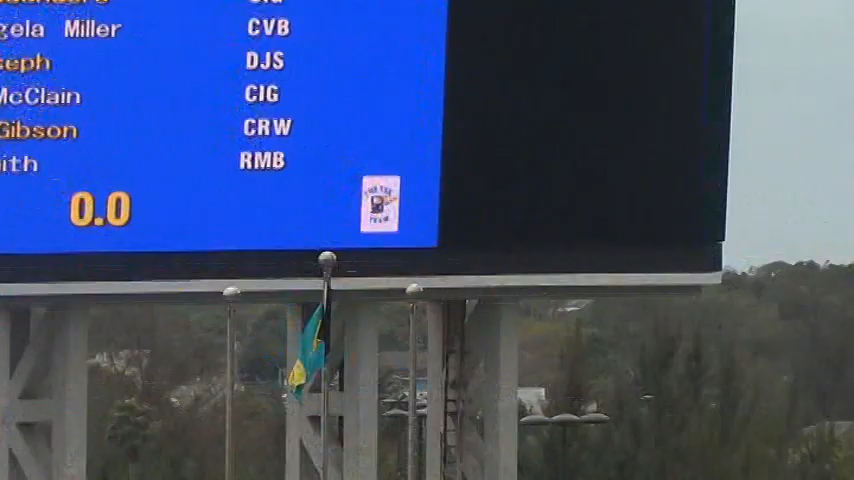 gela Miller CVB
seph DJS
McClain CIG
Gibson CRW
ith RMB
0.0